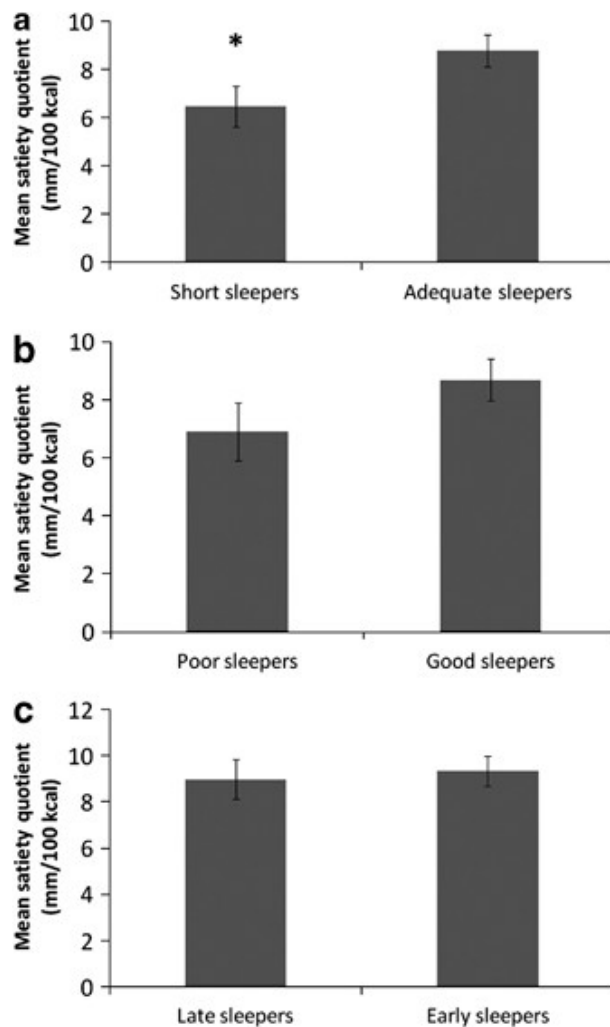 a
Mean satiety quotient
(mm/100 kcal)
10
8
6
4
2
0
*
Short sleepers
Adequate sleepers
b
Mean satiety quotient
(mm/100 kcal)
10
8
6
4
2
0
Poor sleepers
Good sleepers
c
Mean satiety quotient
(mm/100 kcal)
12
10
8
6
4
2
0
Late sleepers
Early sleepers